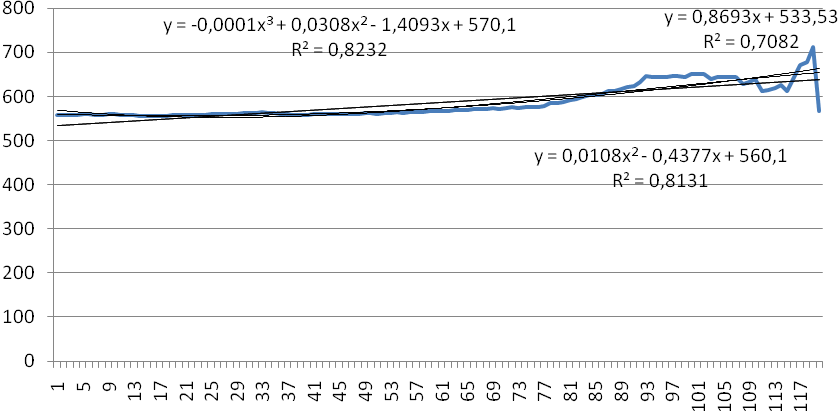 800
y = -0,0001x³ + 0,0308x² - 1,4093x + 570,1
R² = 0,8232
y = 0,8693x + 533,53
R² = 0,7082
700
600
500
y = 0,0108x² - 0,4377x + 560,1
R² = 0,8131
400
300
200
100
0
1 5 9 13 17 21 25 29 33 37 41 45 49 53 57 61 65 69 73 77 81 85 89 93 97 101 105 109 113 117